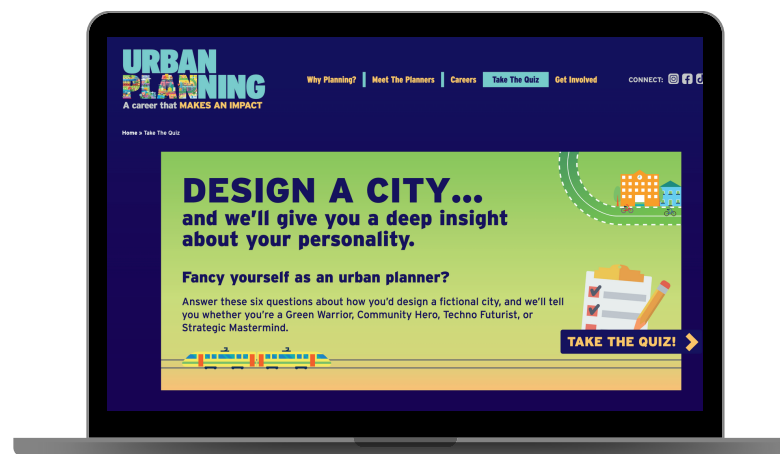 URBAN
PLANNING
A career that MAKES AN IMPACT
Why Planning? Meet The Planners Careers Take The Quiz Get Involved
CONNECT:
Home > Take The Quiz
DESIGN A CITY...
and we'll give you a deep insight
about your personality.
Fancy yourself as an urban planner?
Answer these six questions about how you'd design a fictional city, and we'll tell
you whether you're a Green Warrior, Community Hero, Techno Futurist, or
Strategic Mastermind.
TAKE THE QUIZ!